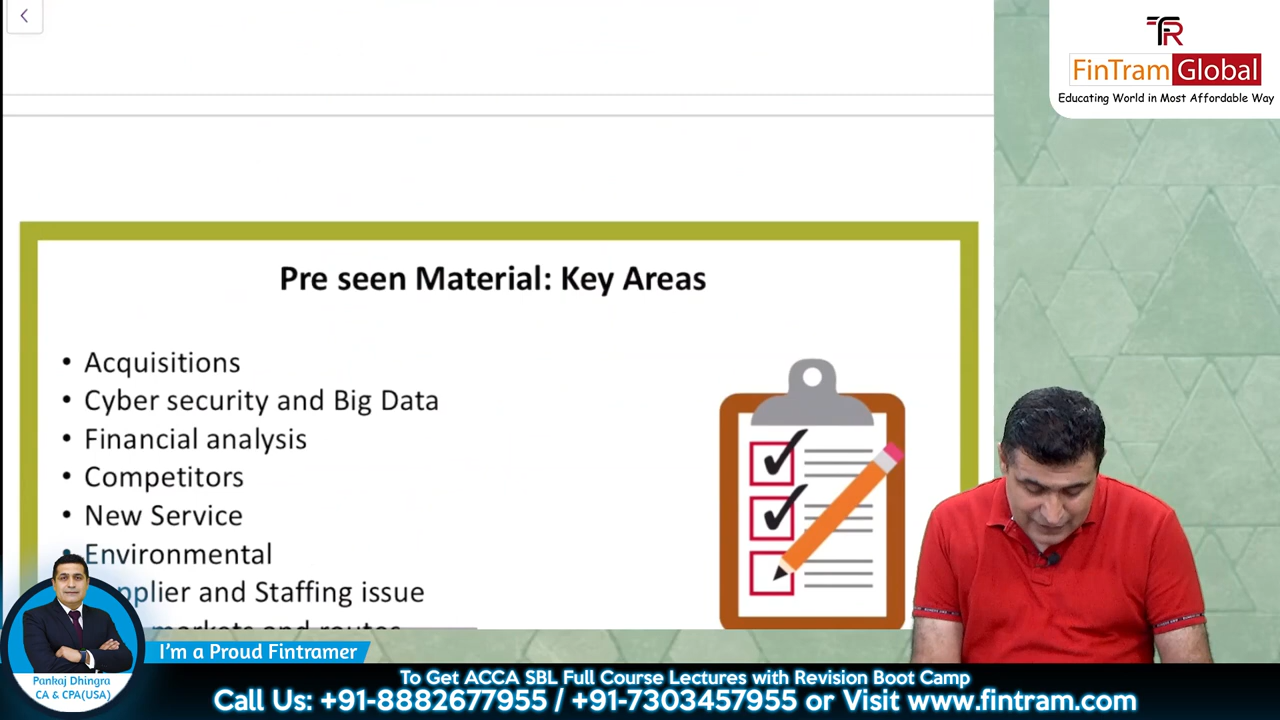 FinTram Global
Educating World in Most Affordable Way
Pre seen Material: Key Areas
• Acquisitions
• Cyber security and Big Data
• Financial analysis
• Competitors
• New Service
• Environmental
and Staffing issue
markets and routes
I'm a Proud Fintramer
Pankaj Dhingra
CA & CPA(USA)
To Get ACCA SBL Full Course Lectures with Revision Boot Camp
Call Us: +91-8882677955 / +91-7303457955 or Visit www.fintram.com